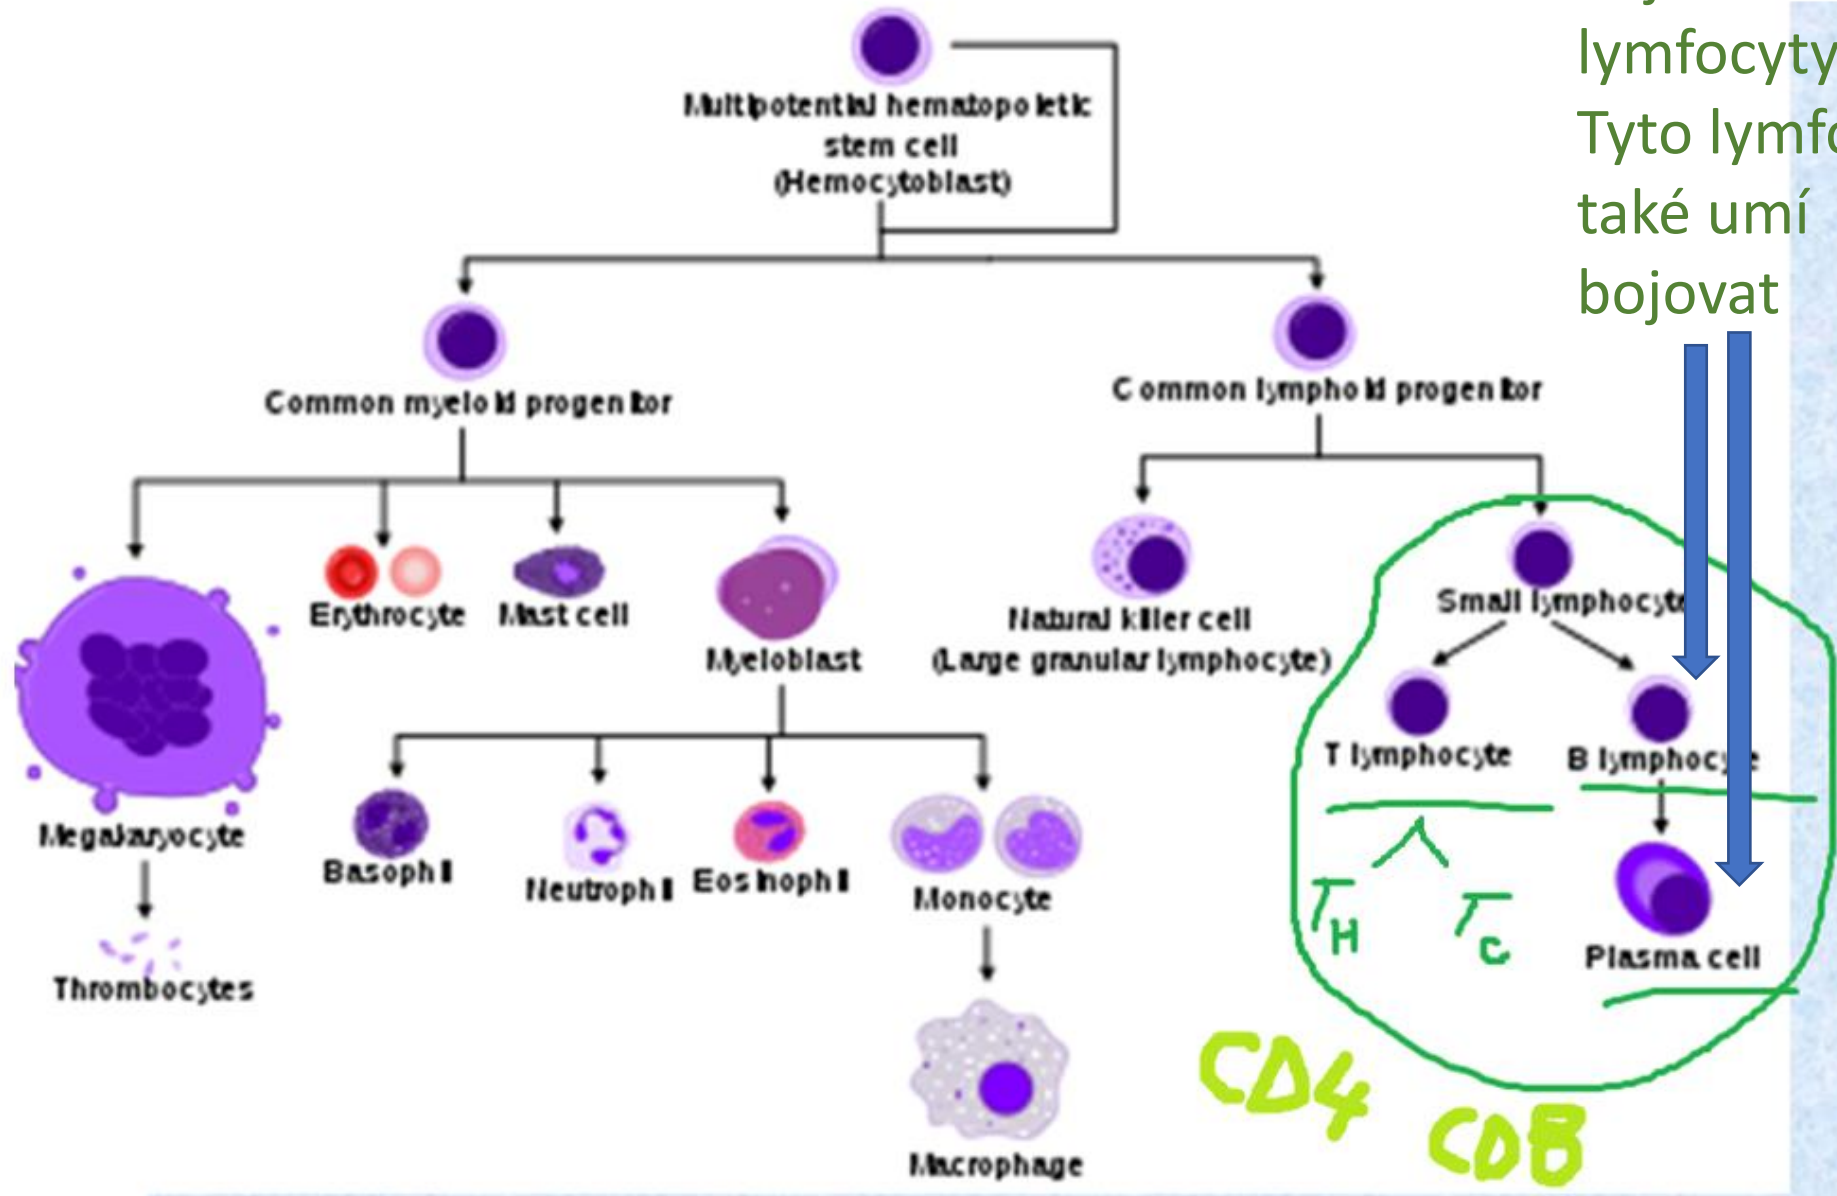 lymfocyty
Tyto
také umí
bojovat
Multipotential hematopoietic
stem cell
(Hemocytoblast)
Common myeloid progenitor
Common lymphoid progenitor
Erythrocyte
Mast cell
Myeloblast
Natural killer cell
(Large granular lymphocyte)
Small lymphocyte
T lymphocyte
B lymphocyte
Megakaryocyte
Basophil
Neutrophil
Eosinophil
Monocyte
TH
TC
Plasma cell
Thrombocytes
Macrophage
CD4
CD8